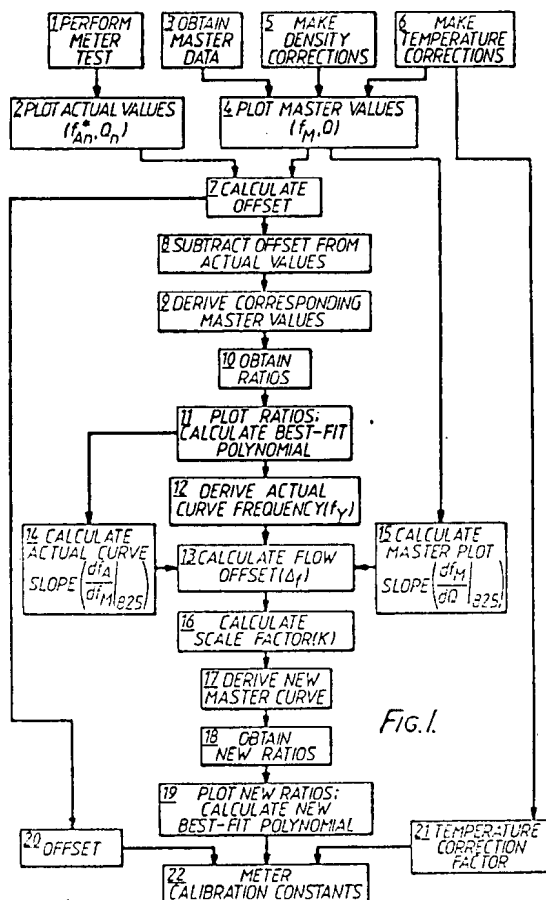 1 PERFORM
METER
TEST
3 OBTAIN
MASTER
DATA
5 MAKE
DENSITY
CORRECTIONS
6 MAKE
TEMPERATURE
CORRECTIONS
2 PLOT ACTUAL VALUES
(f*An, Qn)
4 PLOT MASTER VALUES
(fM, Q)
7 CALCULATE
OFFSET
8 SUBTRACT OFFSET FROM
ACTUAL VALUES
9 DERIVE CORRESPONDING
MASTER VALUES
10 OBTAIN
RATIOS
11 PLOT RATIOS;
CALCULATE BEST-FIT
POLYNOMIAL
12 DERIVE ACTUAL
CURVE FREQUENCY (fY)
14 CALCULATE
ACTUAL CURVE
SLOPE (dfA/dfM|825)
13 CALCULATE FLOW
OFFSET (Δf)
15 CALCULATE
MASTER PLOT
SLOPE (dfM/dQ|825)
16 CALCULATE
SCALE FACTOR (K)
17 DERIVE NEW
MASTER CURVE
18 OBTAIN
NEW RATIOS
FIG.1.
19 PLOT NEW RATIOS;
CALCULATE NEW
BEST-FIT POLYNOMIAL
20 OFFSET
21 TEMPERATURE
CORRECTION
FACTOR
22 METER
CALIBRATION CONSTANTS